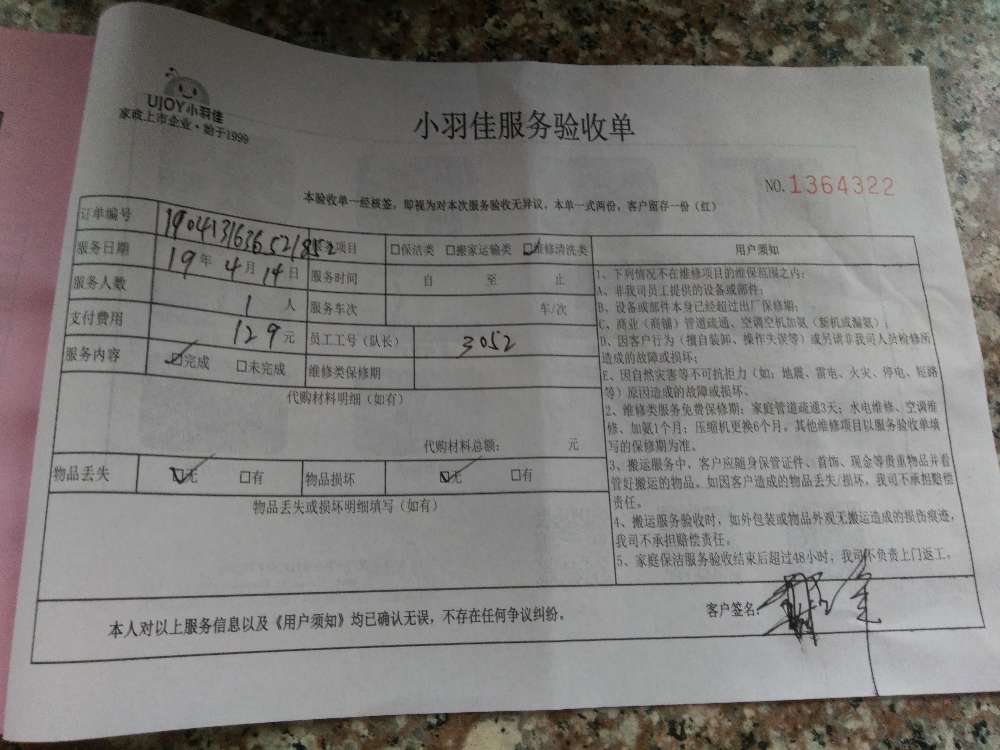 UJOY小羽佳
家政上市企业·始于1999
小羽佳服务验收单
NO.1364322
本验收单一经核签，即视为对本次服务验收无异议，本单一式两份，客户留存一份（红）
订单编号 项目 □保洁类 □搬家运输类 ☑维修清洗类
服务日期 19年4月14日 服务时间 自 至 止
服务人数 1人 服务车次 车/次
支付费用 129元 员工工号（队长） 3052
服务内容 ☑完成 □未完成 维修类保修期
代购材料明细（如有）
代购材料总额： 元
物品丢失 ☑无 □有 物品损坏 ☑无 □有
物品丢失或损坏明细填写（如有）
用户须知
1、下列情况不在维修项目的维保范围之内：
A、非我司员工提供的设备或部件；
B、设备或部件本身已经超过出厂保修期；
C、商业（商铺）管道疏通、空调空机加氨（新机或漏氨）；
D、因客户行为（擅自装卸、操作失误等）或另请非我司人员检修所
造成的故障或损坏；
E、因自然灾害等不可抗拒力（如：地震、雷电、火灾、停电、短路
等）原因造成的故障或损坏。
2、维修类服务免费保修期：家庭管道疏通3天；水电维修、空调维
修、加氨1个月；压缩机更换6个月。其他维修项目以服务验收单填
写的保修期为准。
3、搬运服务中，客户应随身保管证件、首饰、现金等贵重物品并看
管好搬运的物品。如因客户造成的物品丢失/损坏，我司不承担赔偿
责任。
4、搬运服务验收时，如外包装或物品外观无搬运造成的损伤痕迹，
我司不承担赔偿责任。
5、家庭保洁服务验收结束后超过48小时，我司不负责上门返工。
本人对以上服务信息以及《用户须知》均已确认无误，不存在任何争议纠纷。
客户签名：